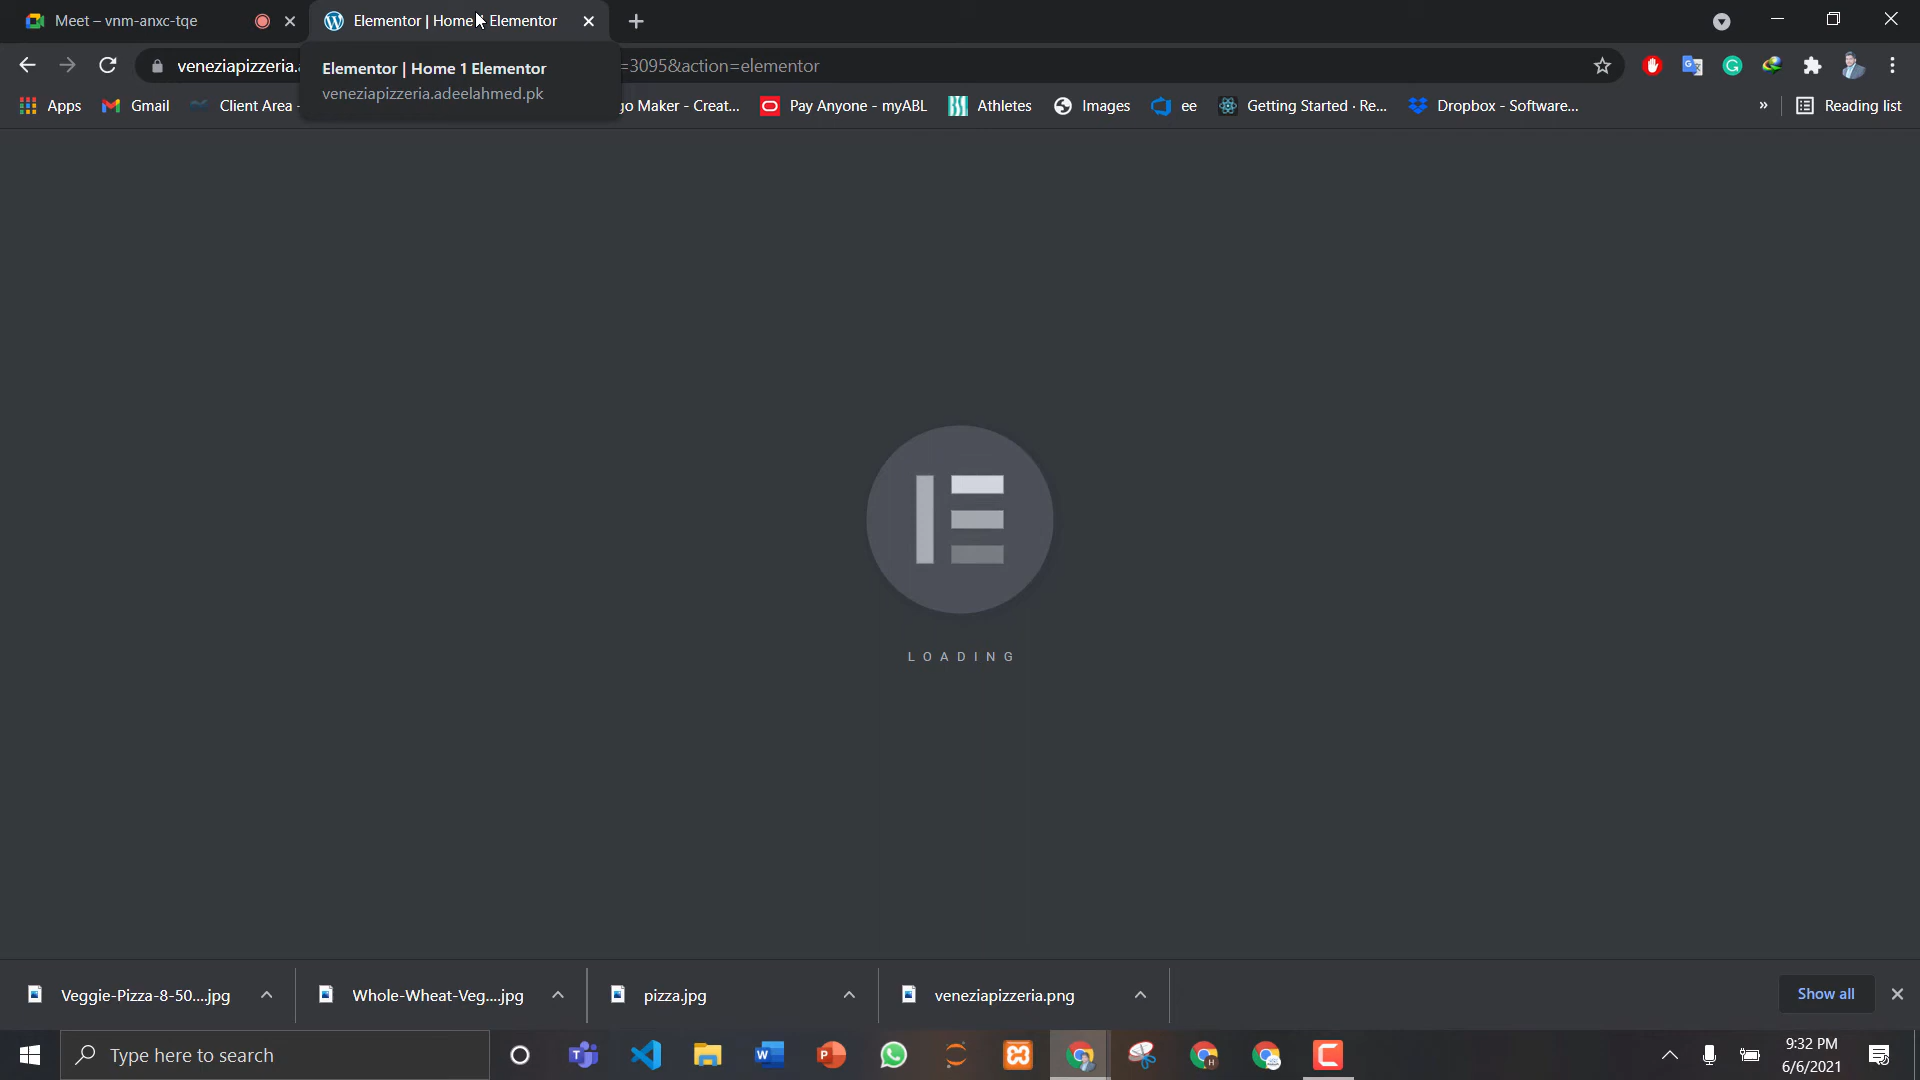 Meet – vnm-anxc-tqe
Elementor | Home Elementor
veneziapizzeria.a
=3095&action=elementor
Elementor | Home 1 Elementor
veneziapizzeria.adeelahmed.pk
Apps
Gmail
Client Area -
go Maker - Creat...
Pay Anyone - myABL
Athletes
Images
ee
Getting Started · Re...
Dropbox - Software...
»
Reading list
LOADING
Veggie-Pizza-8-50....jpg
Whole-Wheat-Veg....jpg
pizza.jpg
veneziapizzeria.png
Show all
Type here to search
9:32 PM
6/6/2021